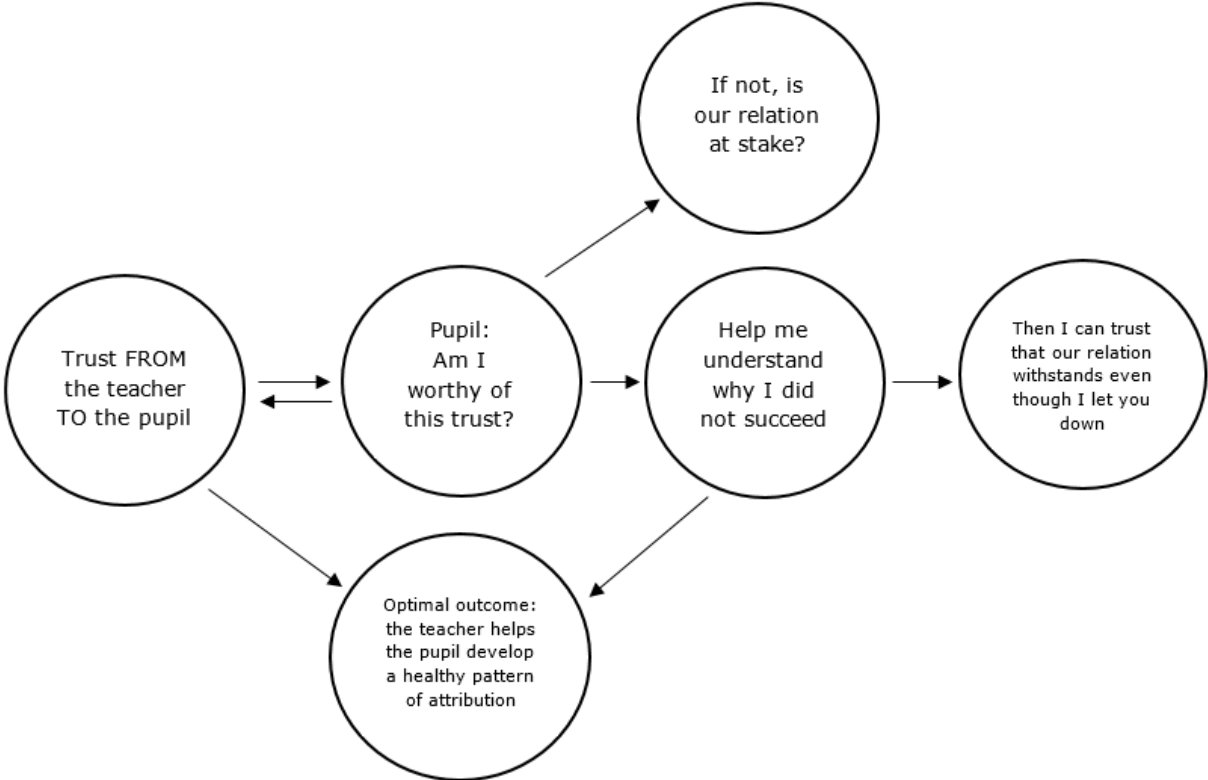 If not, is
our relation
at stake?
Trust FROM
the teacher
TO the pupil
Pupil:
Am I
worthy of
this trust?
Help me
understand
why I did
not succeed
Then I can trust
that our relation
withstands even
though I let you
down
Optimal outcome:
the teacher helps
the pupil develop
a healthy pattern
of attribution